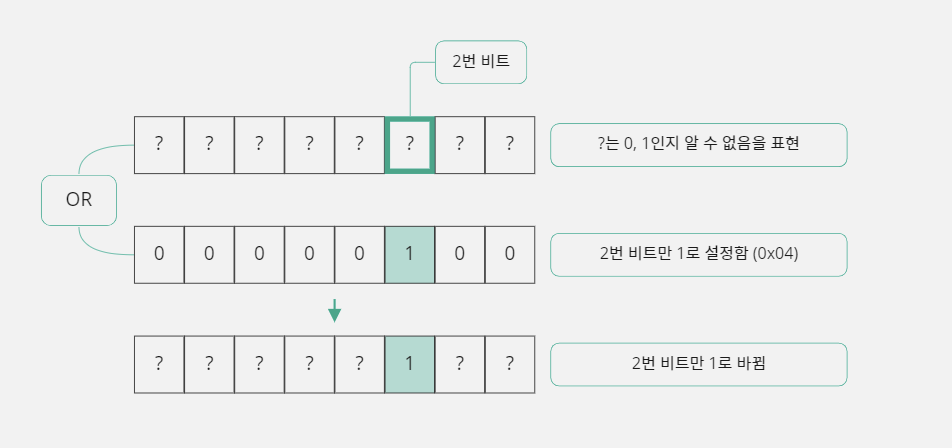 2번 비트
? ? ? ? ? ? ? ?
?는 0, 1인지 알 수 없음을 표현
OR
0 0 0 0 0 1 0 0
2번 비트만 1로 설정함 (0x04)
? ? ? ? ? 1 ? ?
2번 비트만 1로 바뀜